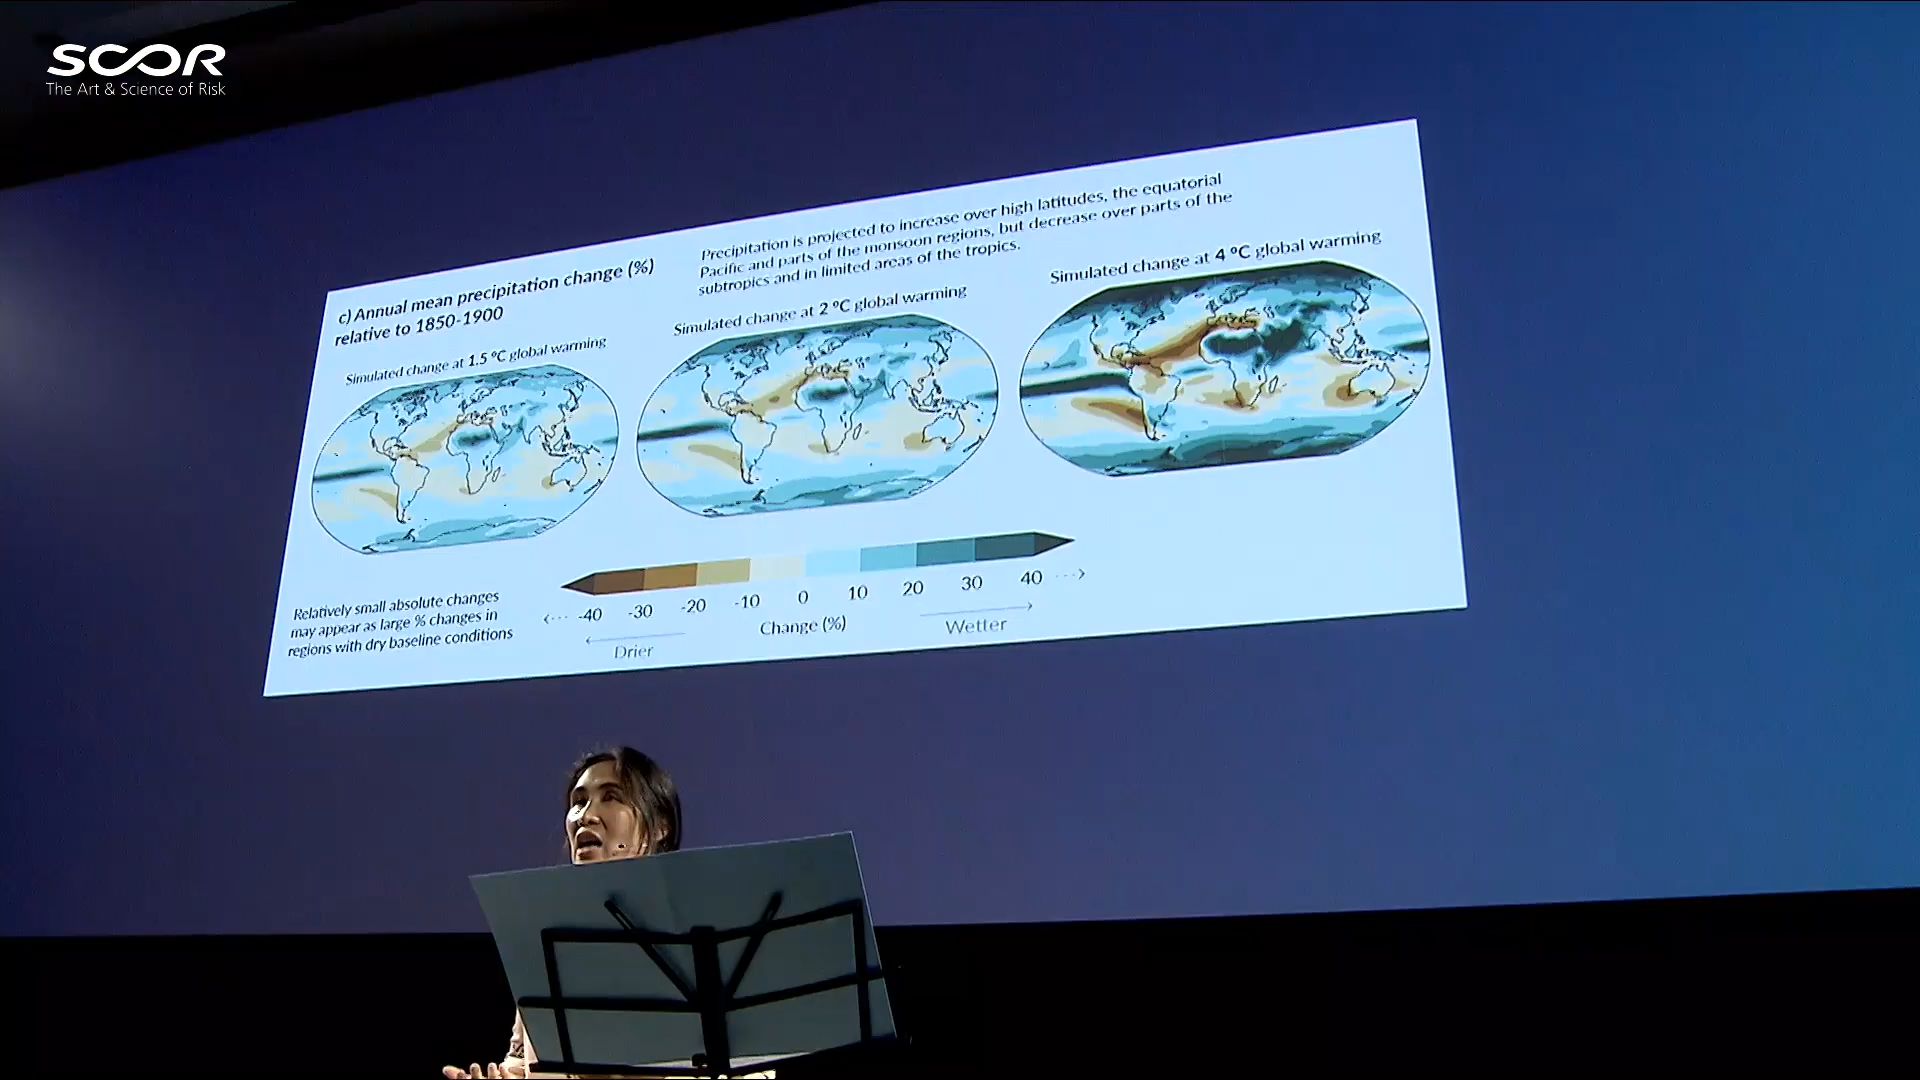 SCOR
The Art & Science of Risk
c) Annual mean precipitation change (%)
relative to 1850-1900
Precipitation is projected to increase over high latitudes, the equatorial
Pacific and parts of the monsoon regions, but decrease over parts of the
subtropics and in limited areas of the tropics.
Simulated change at 1.5 ºC global warming
Simulated change at 2 ºC global warming
Simulated change at 4 ºC global warming
Relatively small absolute changes
may appear as large % changes in
regions with dry baseline conditions
-40 -30 -20 -10 0 10 20 30 40
Change (%)
Drier
Wetter